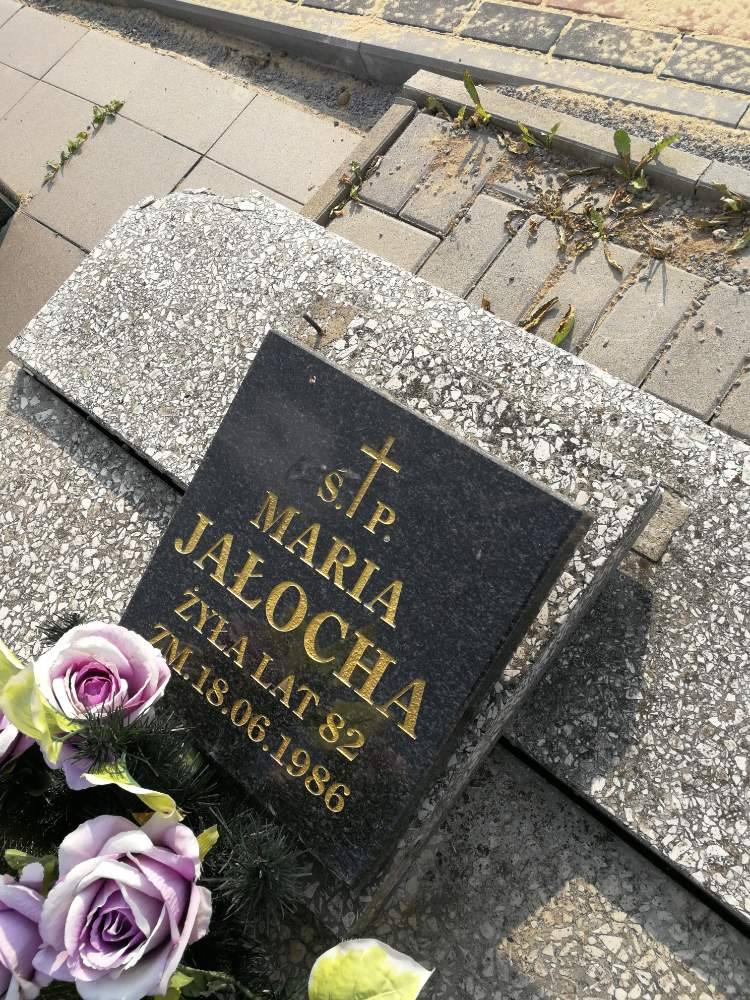 Ś. P.
MARIA
JAŁOCHA
ŻYŁA LAT 82
ZM.18.06.1986